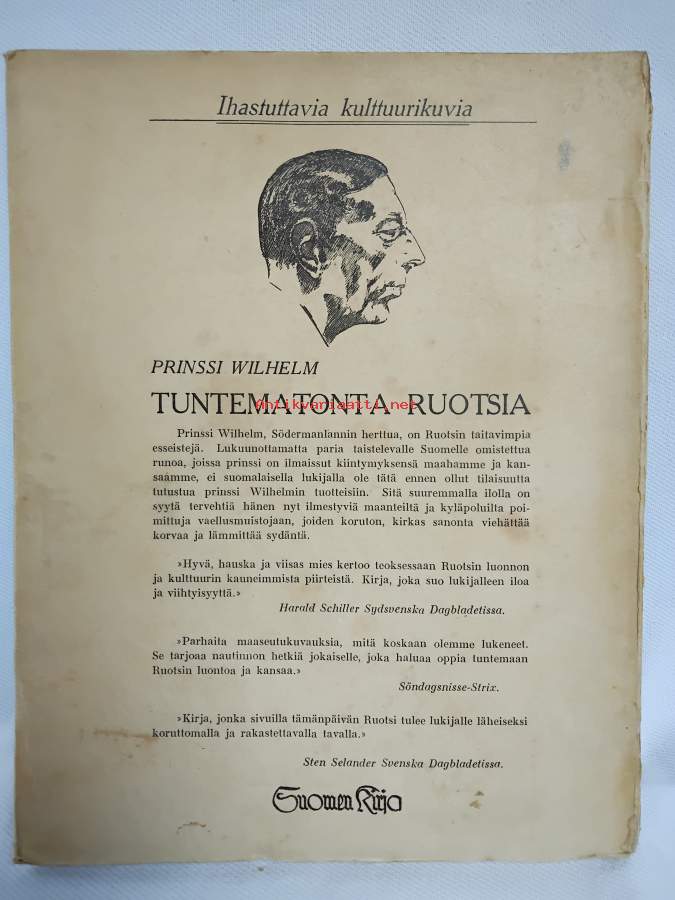 Ihastuttavia kulttuurikuvia
PRINSSI WILHELM
TUNTEMATONTA RUOTSIA
Antikvariaatti.net
Prinssi Wilhelm, Södermanlannin herttua, on Ruotsin taitavimpia
esseistejä. Lukuunottamatta paria taistelevalle Suomelle omistettua
runoa, joissa prinssi on ilmaissut kiintymyksensä maahamme ja kan-
saamme, ei suomalaisella lukijalla ole tätä ennen ollut tilaisuutta
tutustua prinssi Wilhelmin tuotteisiin. Sitä suuremmalla ilolla on
syytä tervehtiä hänen nyt ilmestyviä maanteiltä ja kyläpoluilta poi-
mittuja vaellusmuistojaan, joiden koruton, kirkas sanonta viehättää
korvaa ja lämmittää sydäntä.
»Hyvä, hauska ja viisas mies kertoo teoksessaan Ruotsin luonnon
ja kulttuurin kauneimmista piirteistä. Kirja, joka suo lukijalleen iloa
ja viihtyisyyttä.»
Harald Schiller Sydsvenska Dagbladetissa.
»Parhaita maaseutukuvauksia, mitä koskaan olemme lukeneet.
Se tarjoaa nautinnon hetkiä jokaiselle, joka haluaa oppia tuntemaan
Ruotsin luontoa ja kansaa.»
Söndagsnisse-Strix.
»Kirja, jonka sivuilla tämänpäivän Ruotsi tulee lukijalle läheiseksi
koruttomalla ja rakastettavalla tavalla.»
Sten Selander Svenska Dagbladetissa.
Suomen Kirja